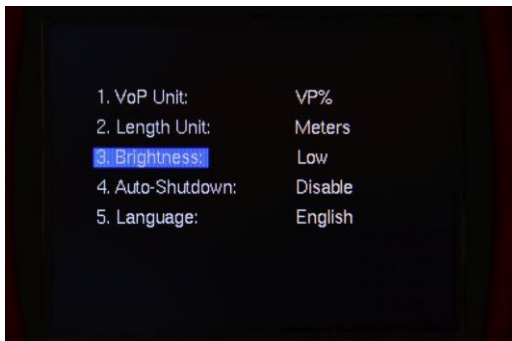 1. VoP Unit: VP%
2. Length Unit: Meters
3. Brightness: Low
4. Auto-Shutdown: Disable
5. Language: English